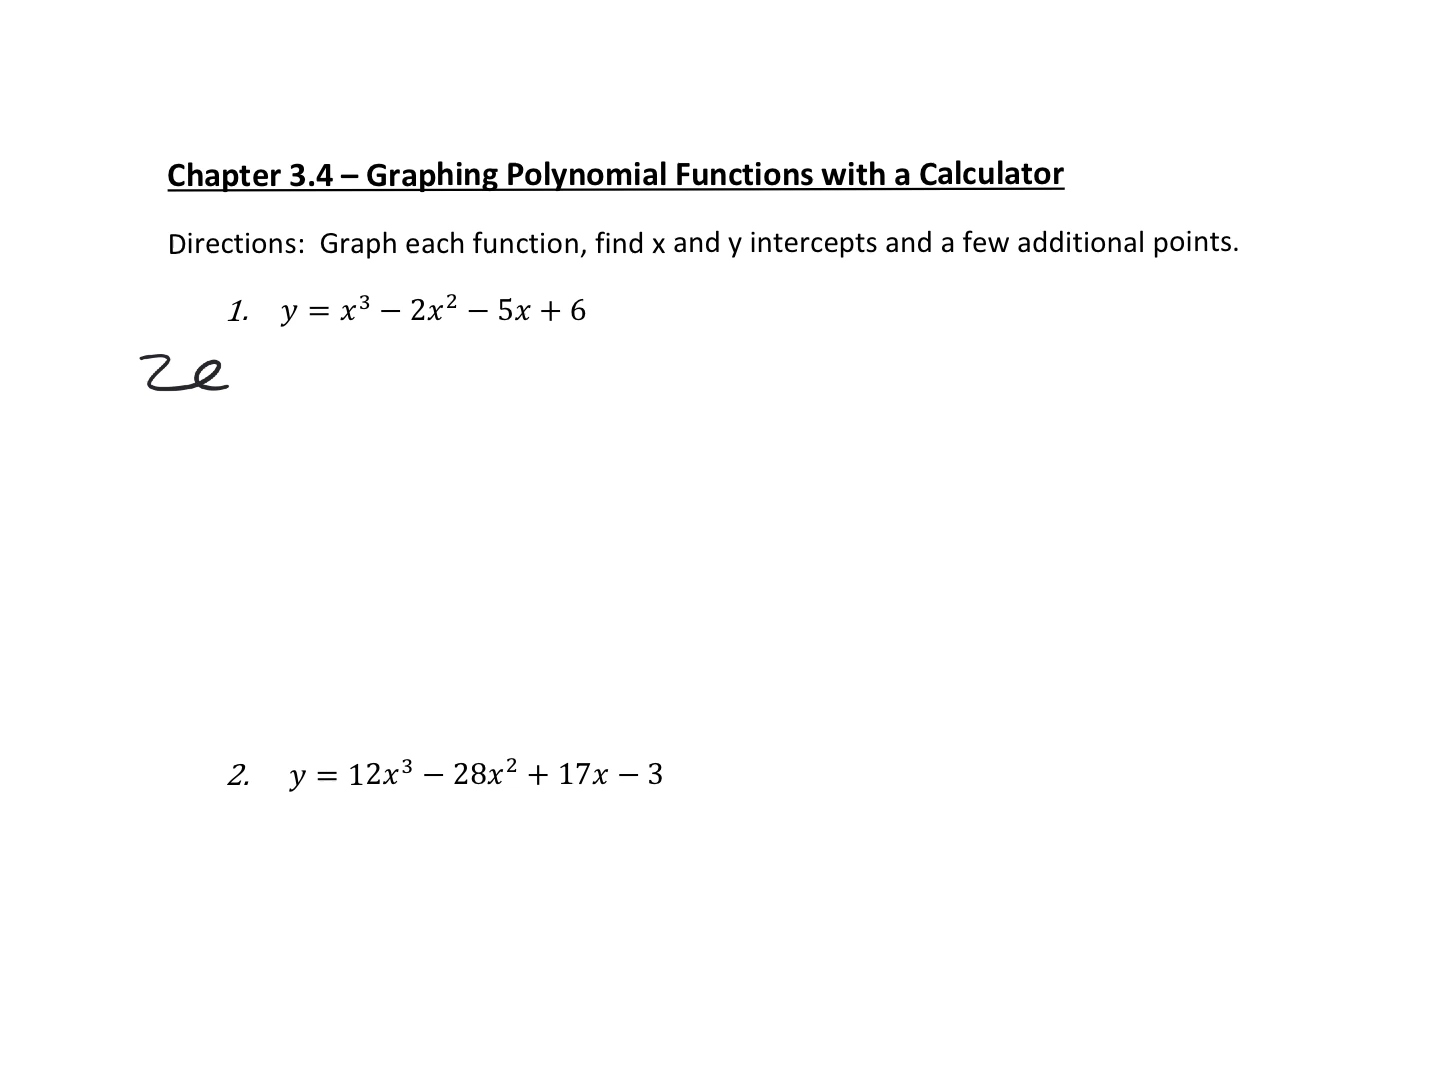 Chapter 3.4 – Graphing Polynomial Functions with a Calculator
Directions: Graph each function, find x and y intercepts and a few additional points.
1. y = x³ − 2x² − 5x + 6
ze
2. y = 12x³ − 28x² + 17x − 3